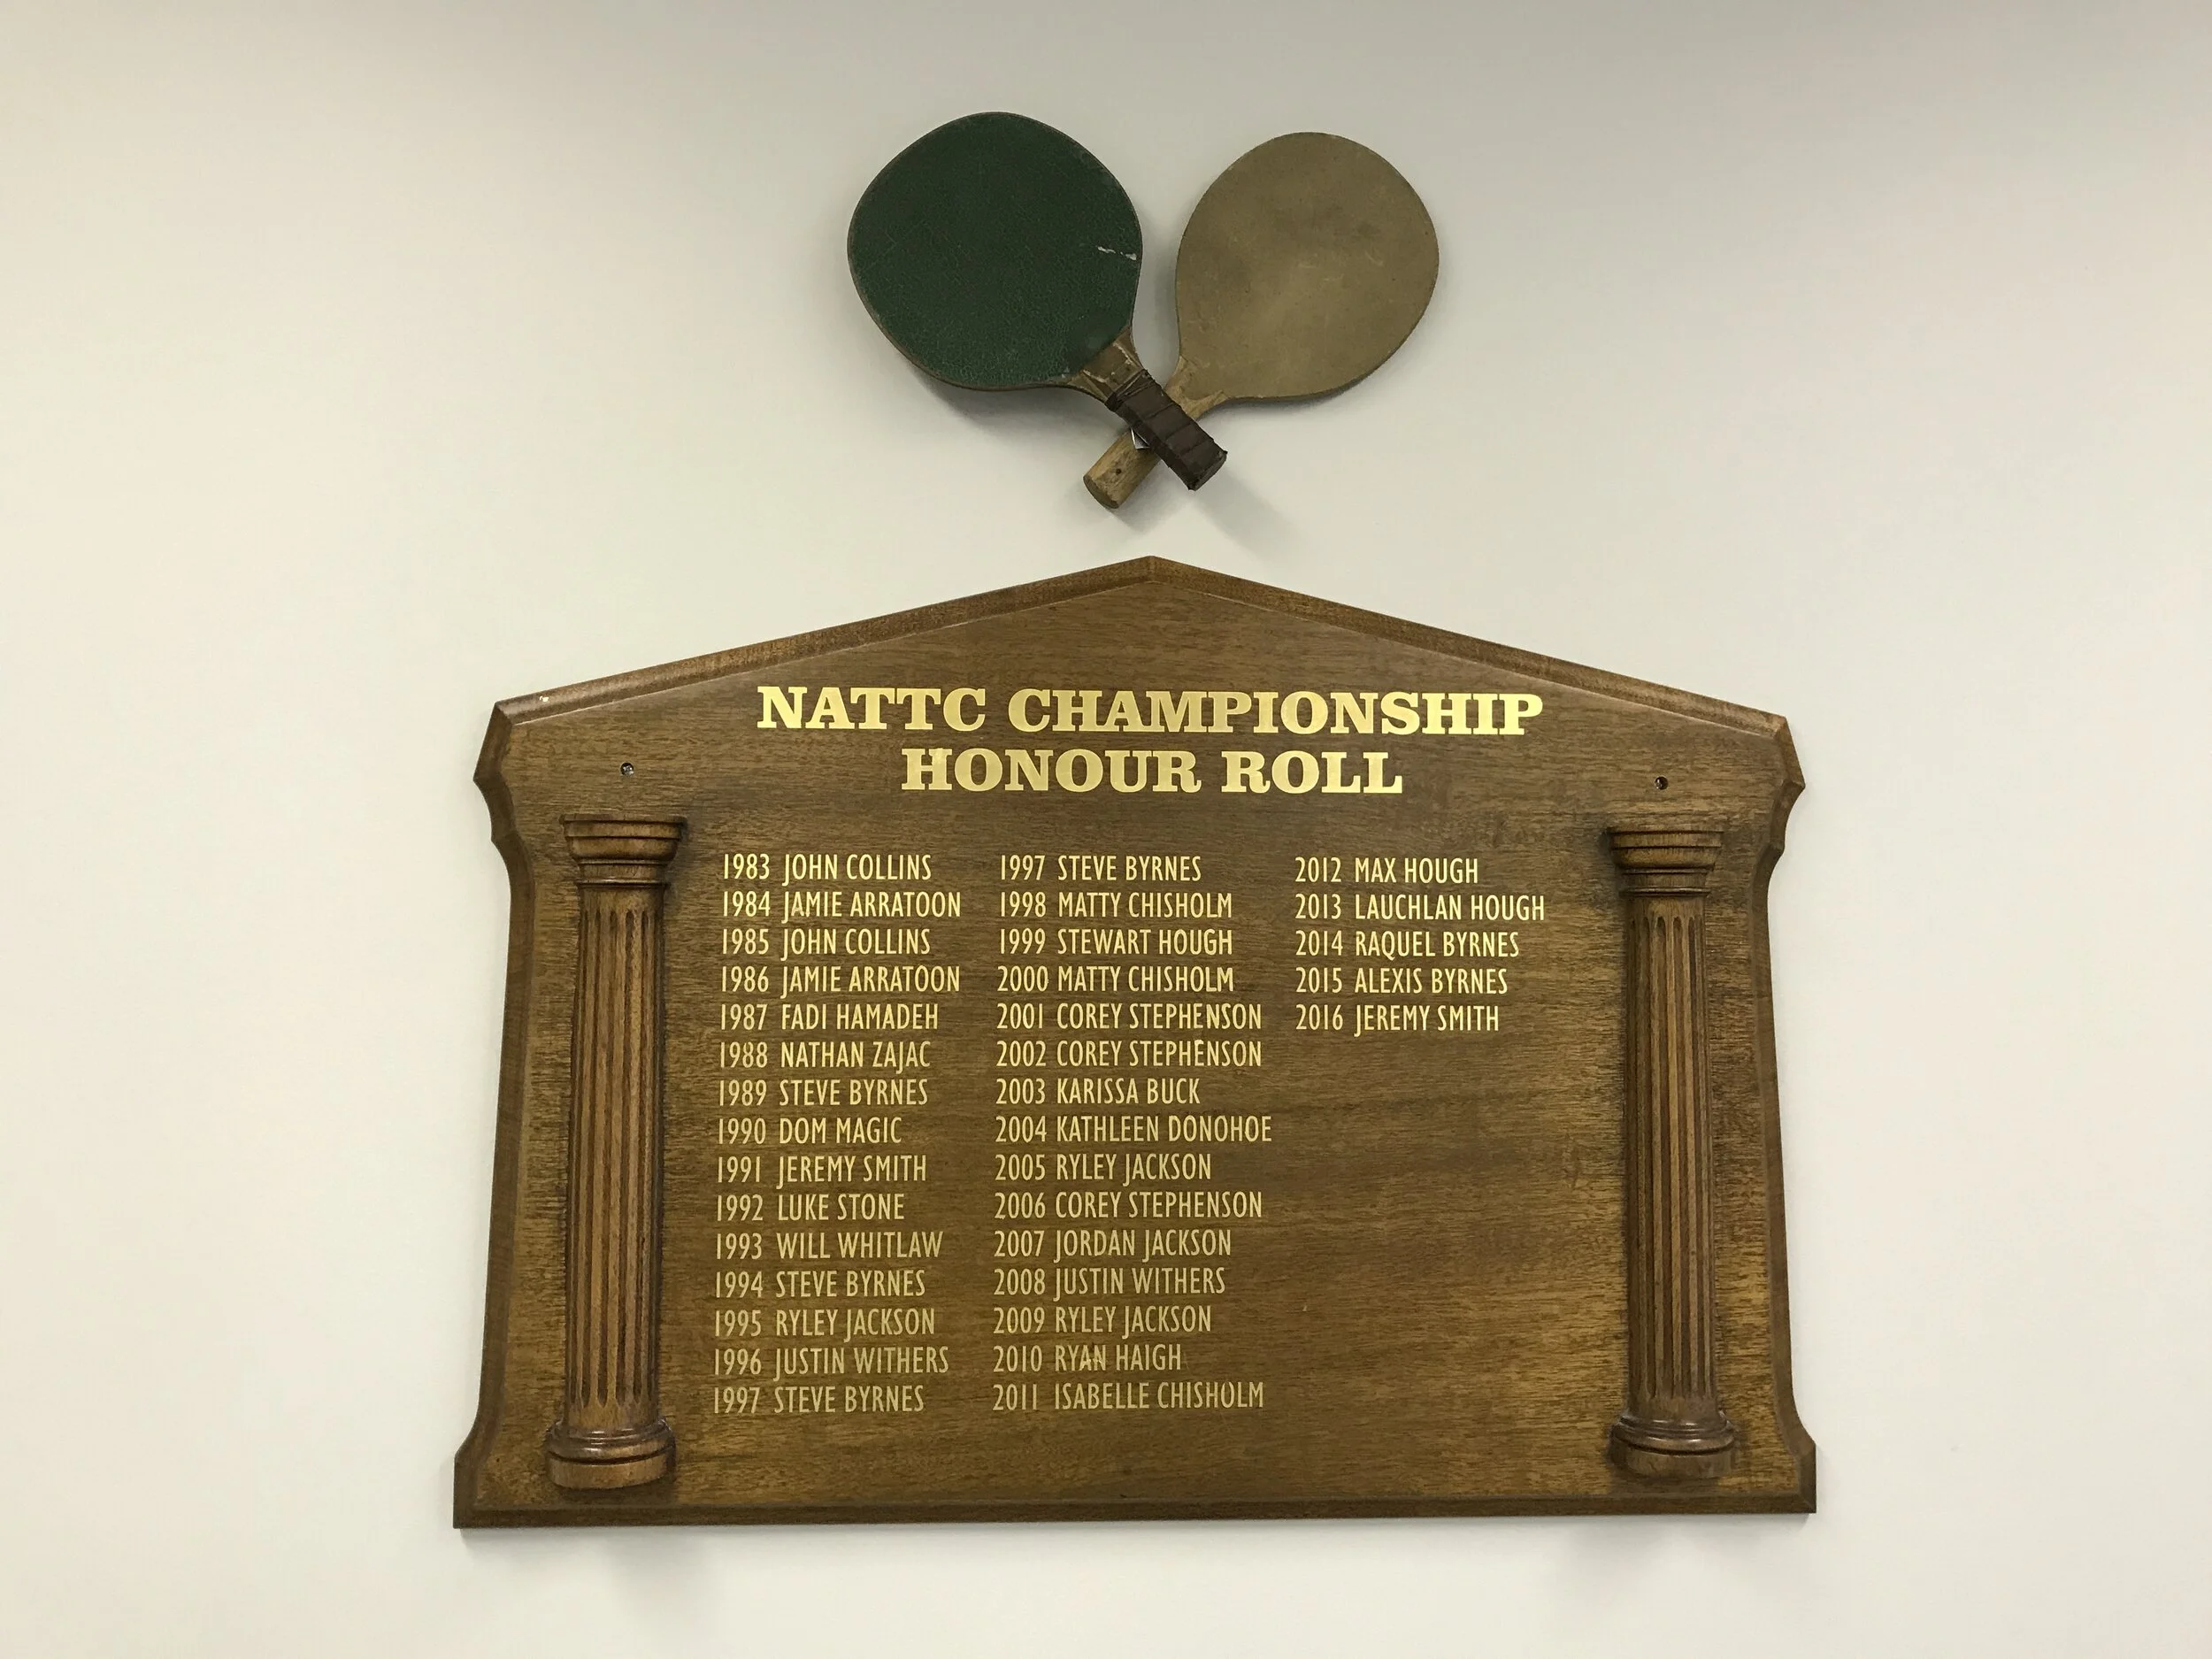 NATTC CHAMPIONSHIP
HONOUR ROLL
1983 JOHN COLLINS
1984 JAMIE ARRATOON
1985 JOHN COLLINS
1986 JAMIE ARRATOON
1987 FADI HAMADEH
1988 NATHAN ZAJAC
1989 STEVE BYRNES
1990 DOM MAGIC
1991 JEREMY SMITH
1992 LUKE STONE
1993 WILL WHITLAW
1994 STEVE BYRNES
1995 RYLEY JACKSON
1996 JUSTIN WITHERS
1997 STEVE BYRNES
1997 STEVE BYRNES
1998 MATTY CHISHOLM
1999 STEWART HOUGH
2000 MATTY CHISHOLM
2001 COREY STEPHENSON
2002 COREY STEPHENSON
2003 KARISSA BUCK
2004 KATHLEEN DONOHOE
2005 RYLEY JACKSON
2006 COREY STEPHENSON
2007 JORDAN JACKSON
2008 JUSTIN WITHERS
2009 RYLEY JACKSON
2010 RYAN HAIGH
2011 ISABELLE CHISHOLM
2012 MAX HOUGH
2013 LAUCHLAN HOUGH
2014 RAQUEL BYRNES
2015 ALEXIS BYRNES
2016 JEREMY SMITH